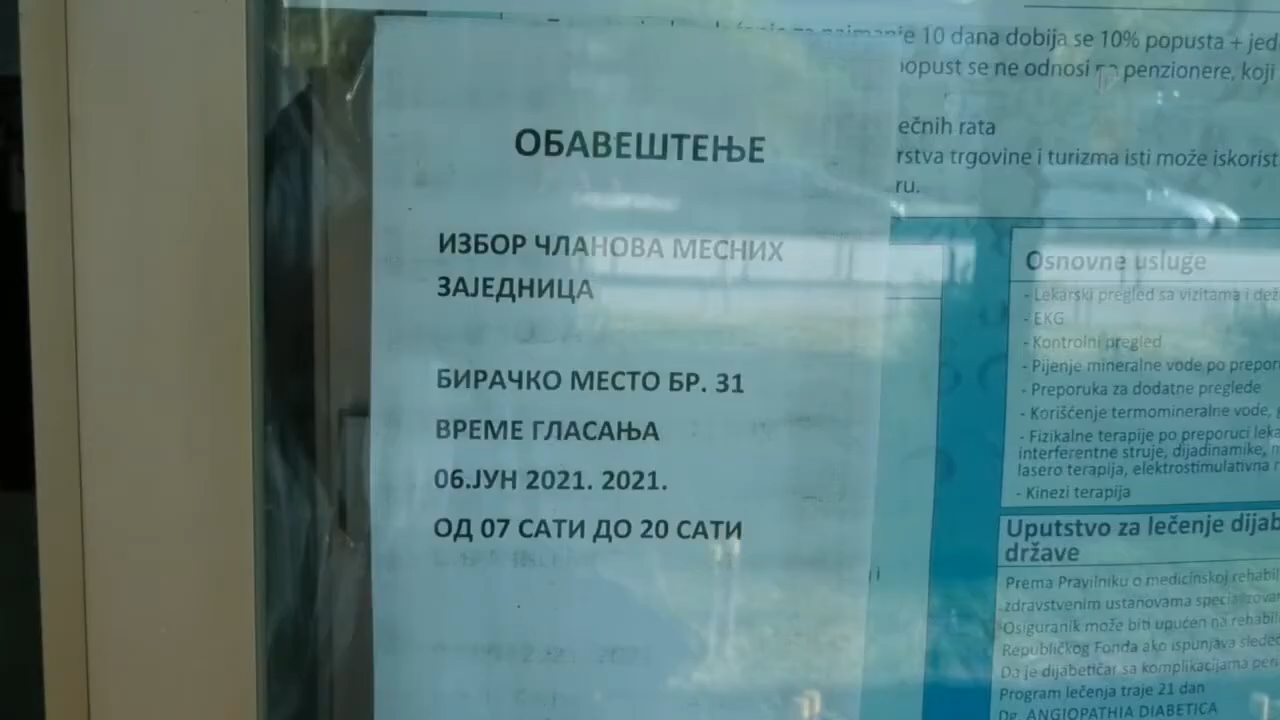 ОБАВЕШТЕЊЕ
ИЗБОР ЧЛАНОВА МЕСНИХ
ЗАЈЕДНИЦА
БИРАЧКО МЕСТО БР. 31
ВРЕМЕ ГЛАСАЊА
06.ЈУН 2021. 2021.
ОД 07 САТИ ДО 20 САТИ
10 dana dobija se 10% popusta +
se ne odnosi penzionere, koji
rata
trgovine i turizma isti može
Osnovne usluge
- Lekarski pregled sa vizitama i
- EKG
- Kontrolni pregled
- Pijenje mineralne vode po
- Preporuka za dodatne preglede
- Korišćenje termomineralne vode,
- Fizikalne terapije po preporuci
interferentne struje, dijadinamike,
lasero terapija, elektrostimulativna
- Kinezi terapija
Uputstvo za lečenje
države
Prema Pravilniku o medicinskoj
zdravstvenim ustanovama
Osiguranik može biti upućen na
Republičkog Fonda ako ispunjava
Da je dijabetičar sa komplikacijama
Program lečenja traje 21 dan
Dg. ANGIOPATHIA DIABETICA